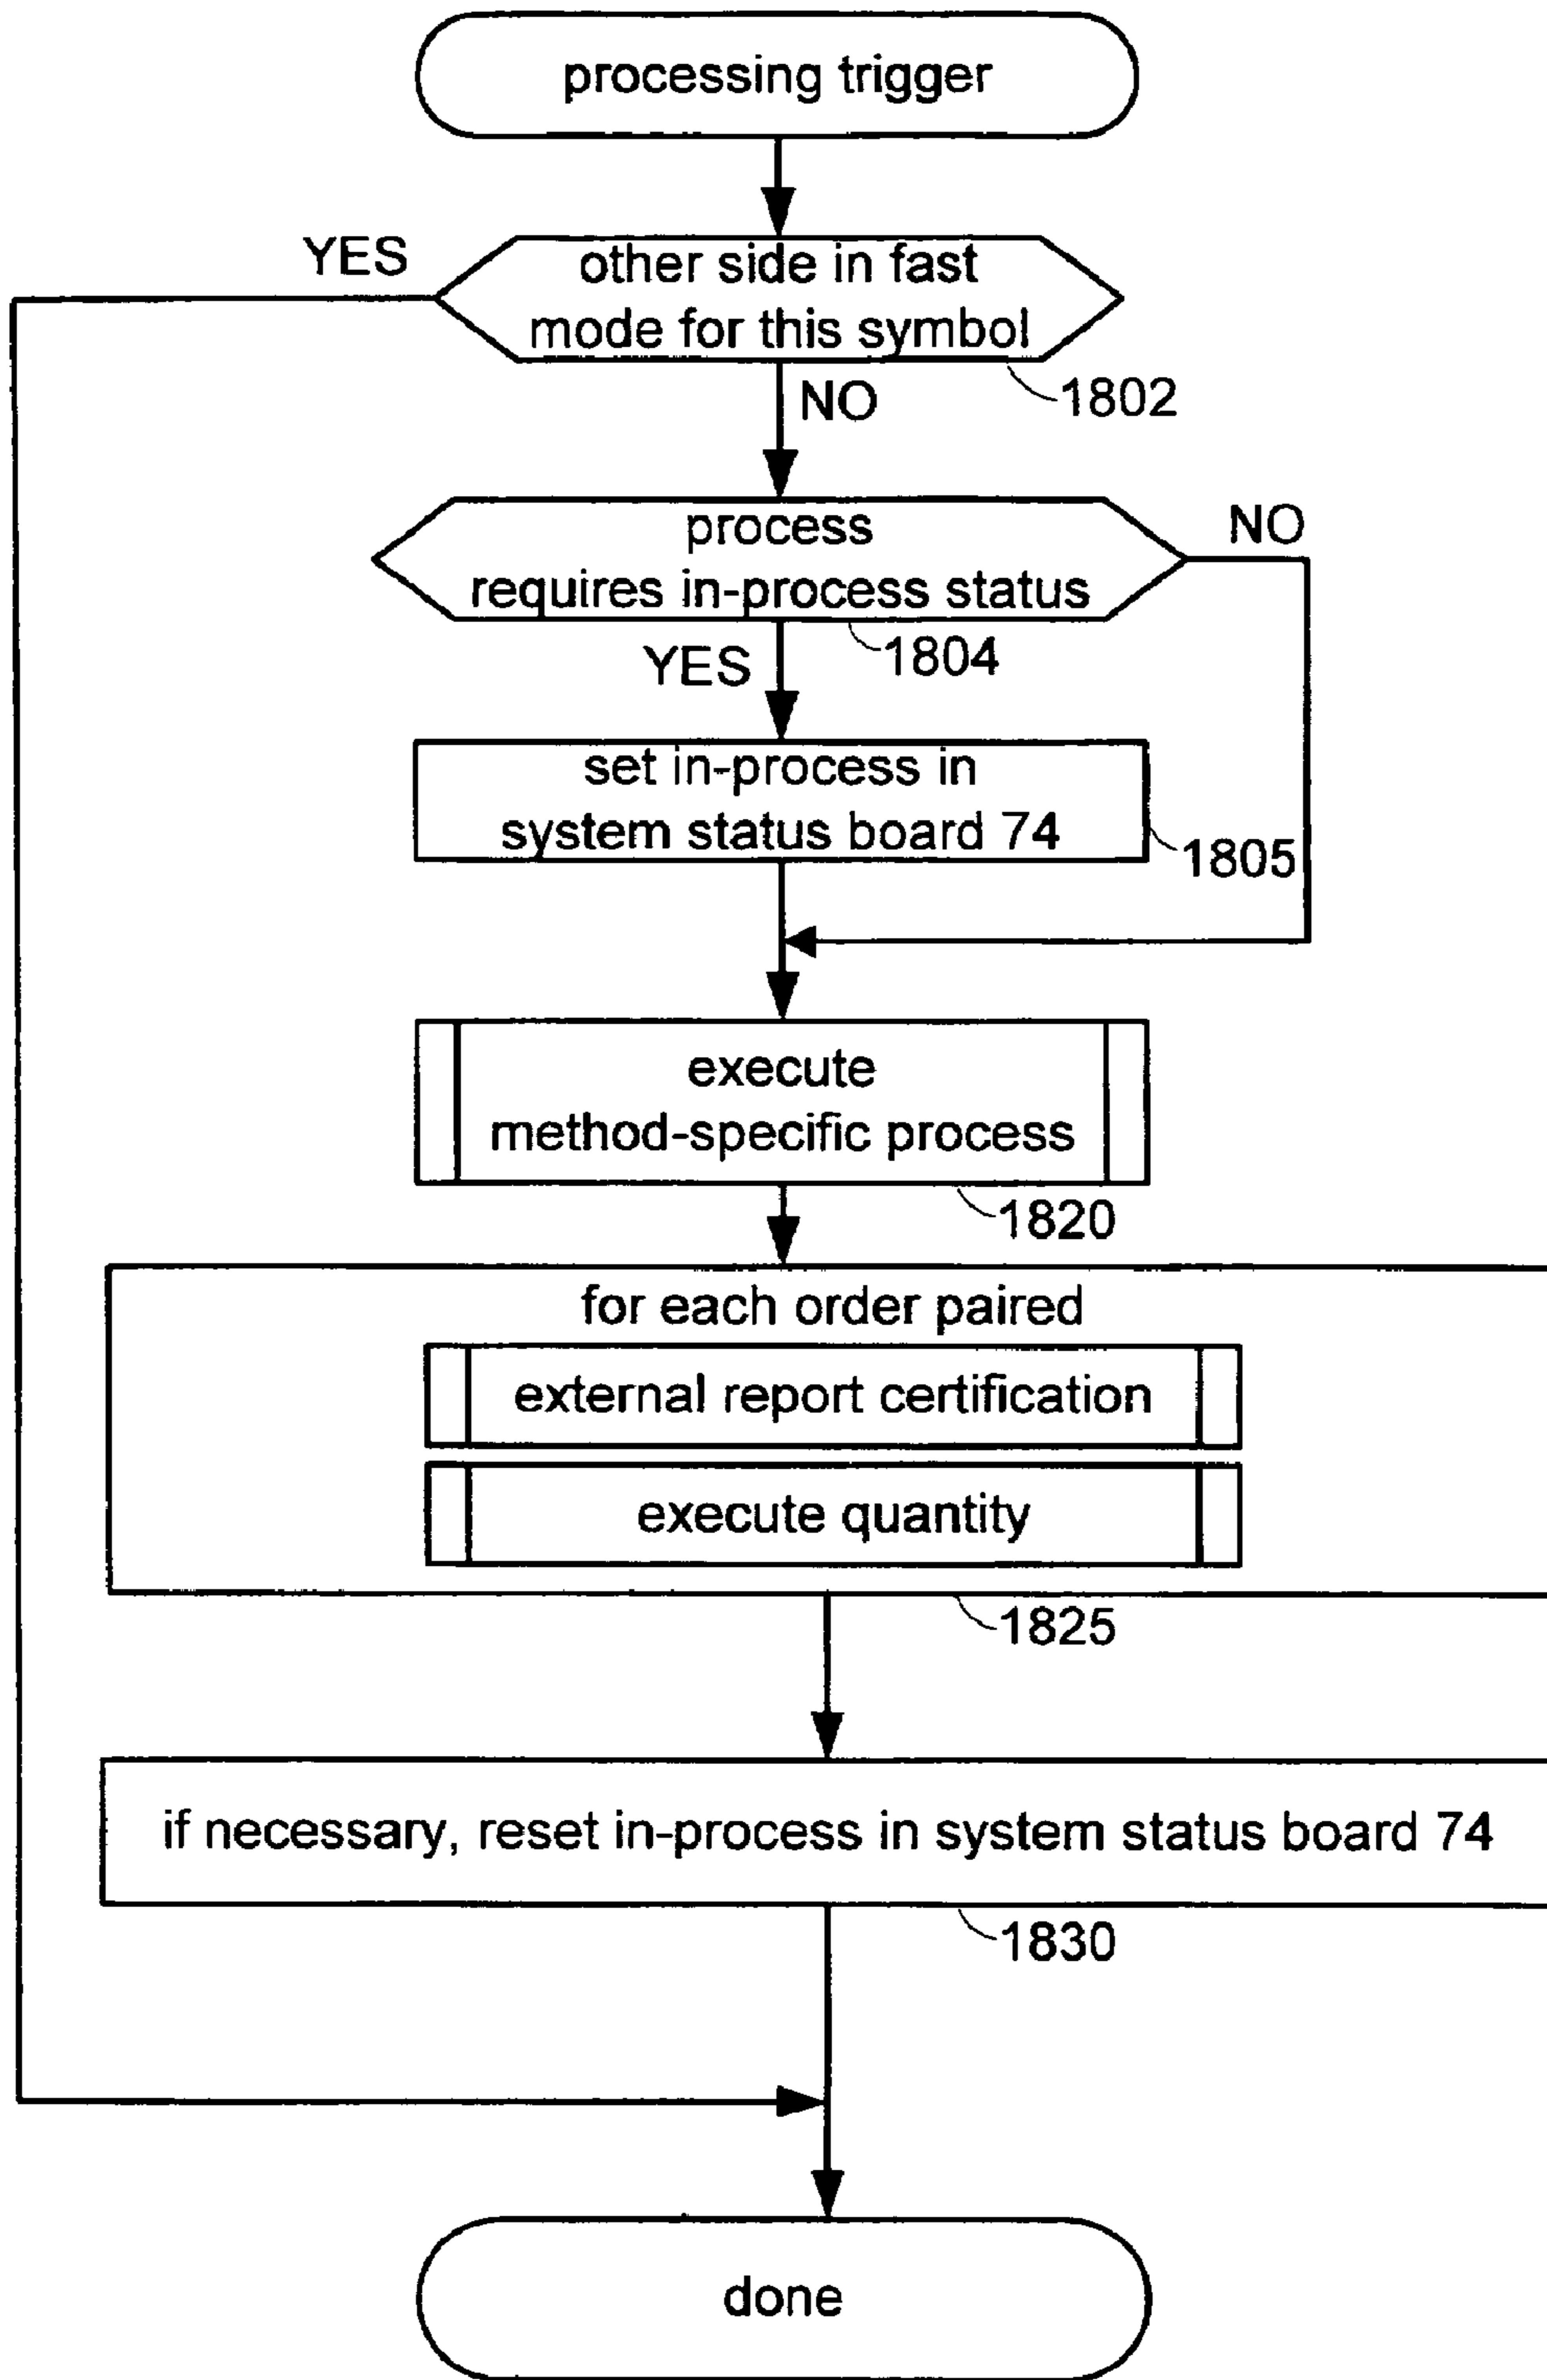 processing trigger
YES
other side in fast
mode for this symbol
1802
NO
process
requires in-process status
NO
1804
YES
set in-process in
system status board 74
1805
execute
method-specific process
1820
for each order paired
external report certification
execute quantity
1825
if necessary, reset in-process in system status board 74
1830
done